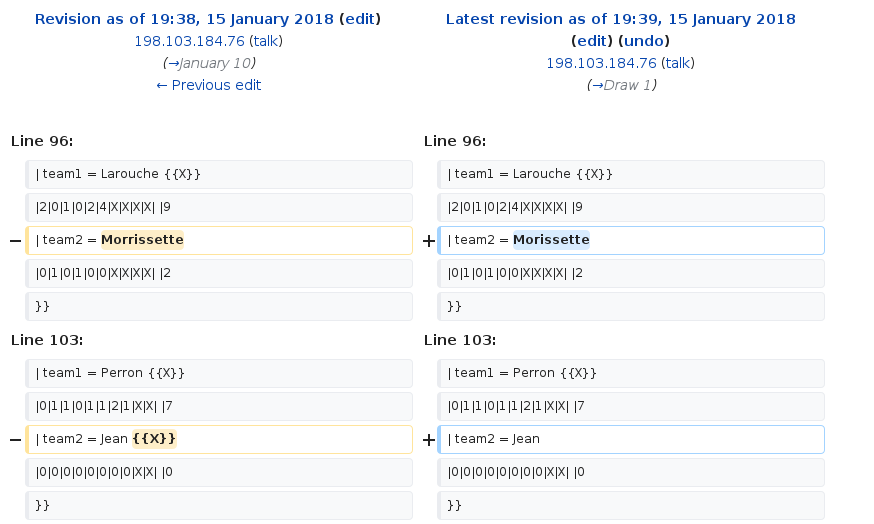 Revision as of 19:38, 15 January 2018 (edit)
198.103.184.76 (talk)
(→January 10)
← Previous edit
Latest revision as of 19:39, 15 January 2018
(edit) (undo)
198.103.184.76 (talk)
(→Draw 1)
Line 96:
Line 96:
| team1 = Larouche {{X}}
| team1 = Larouche {{X}}
|2|0|1|0|2|4|X|X|X|X| |9
|2|0|1|0|2|4|X|X|X|X| |9
− | team2 = Morrissette
+ | team2 = Morissette
|0|1|0|1|0|0|X|X|X|X| |2
|0|1|0|1|0|0|X|X|X|X| |2
}}
}}
Line 103:
Line 103:
| team1 = Perron {{X}}
| team1 = Perron {{X}}
|0|1|1|0|1|1|2|1|X|X| |7
|0|1|1|0|1|1|2|1|X|X| |7
− | team2 = Jean {{X}}
+ | team2 = Jean
|0|0|0|0|0|0|0|0|X|X| |0
|0|0|0|0|0|0|0|0|X|X| |0
}}
}}